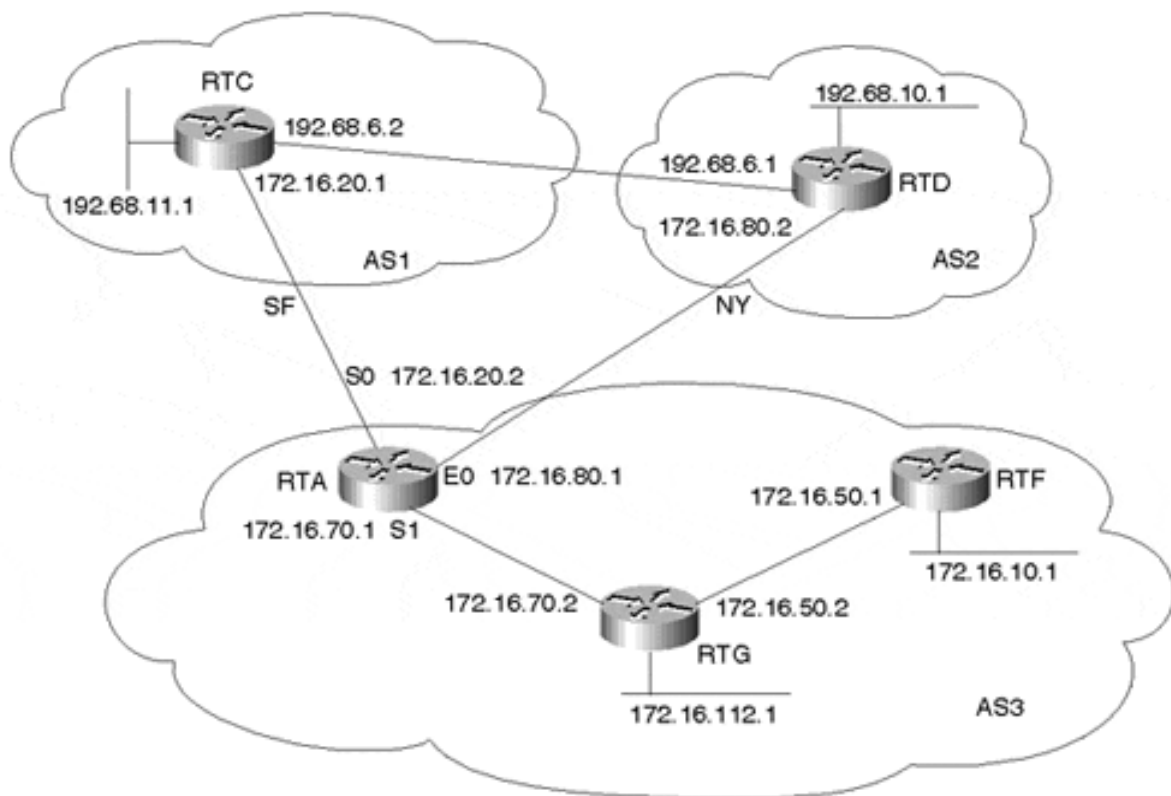 RTC
192.68.10.1
192.68.6.2
192.68.6.1
RTD
172.16.20.1
192.68.11.1
172.16.80.2
AS1
AS2
SF
NY
S0 172.16.20.2
RTA
E0 172.16.80.1
RTF
172.16.50.1
172.16.70.1 S1
172.16.10.1
172.16.70.2
172.16.50.2
RTG
172.16.112.1
AS3